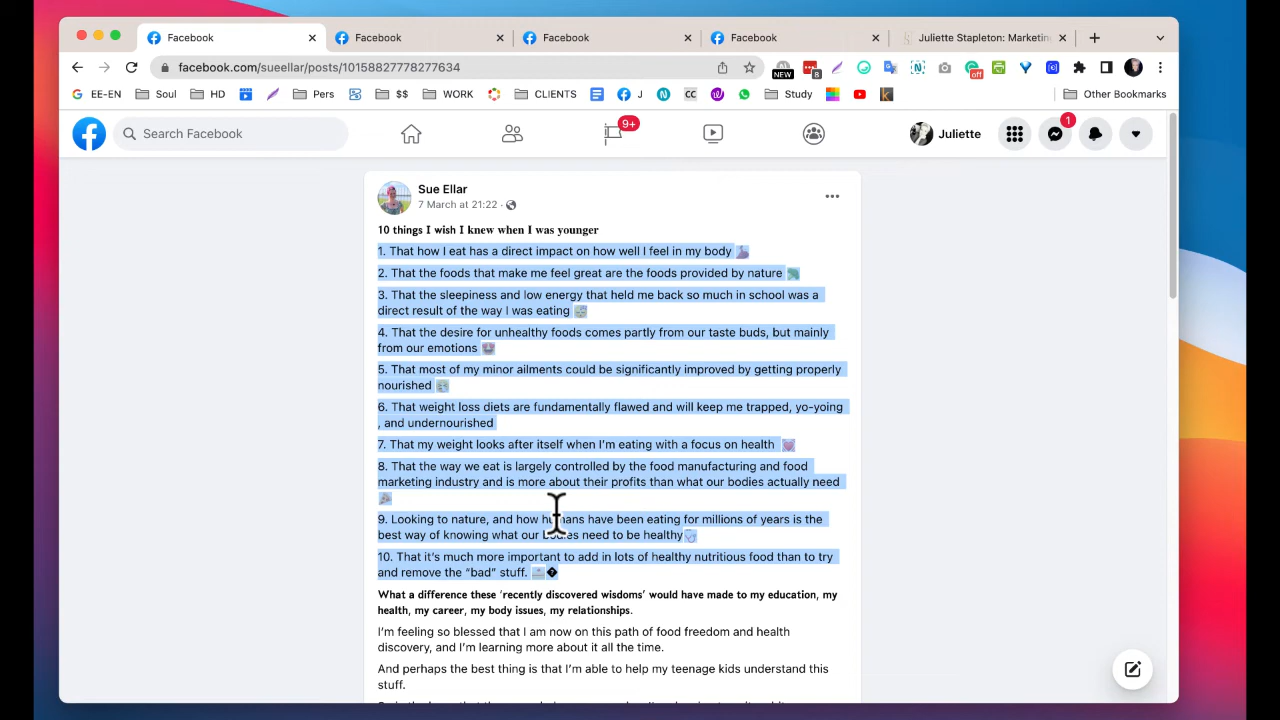 Facebook
Facebook
Facebook
Facebook
Juliette Stapleton: Marketin
facebook.com/sueellar/posts/10158827778277634
NEW
8
off
EE-EN
Soul
HD
Pers
$$
WORK
CLIENTS
J
CC
Study
Other Bookmarks
Search Facebook
9+
Juliette
1
Sue Ellar
7 March at 21:22 ·
10 things I wish I knew when I was younger
1. That how I eat has a direct impact on how well I feel in my body
2. That the foods that make me feel great are the foods provided by nature
3. That the sleepiness and low energy that held me back so much in school was a
direct result of the way I was eating
4. That the desire for unhealthy foods comes partly from our taste buds, but mainly
from our emotions
5. That most of my minor ailments could be significantly improved by getting properly
nourished
6. That weight loss diets are fundamentally flawed and will keep me trapped, yo-yoing
, and undernourished
7. That my weight looks after itself when I'm eating with a focus on health
8. That the way we eat is largely controlled by the food manufacturing and food
marketing industry and is more about their profits than what our bodies actually need
9. Looking to nature, and how humans have been eating for millions of years is the
best way of knowing what our bodies need to be healthy
10. That it's much more important to add in lots of healthy nutritious food than to try
and remove the "bad" stuff.
What a difference these 'recently discovered wisdoms' would have made to my education, my
health, my career, my body issues, my relationships.
I'm feeling so blessed that I am now on this path of food freedom and health
discovery, and I'm learning more about it all the time.
And perhaps the best thing is that I'm able to help my teenage kids understand this
stuff.